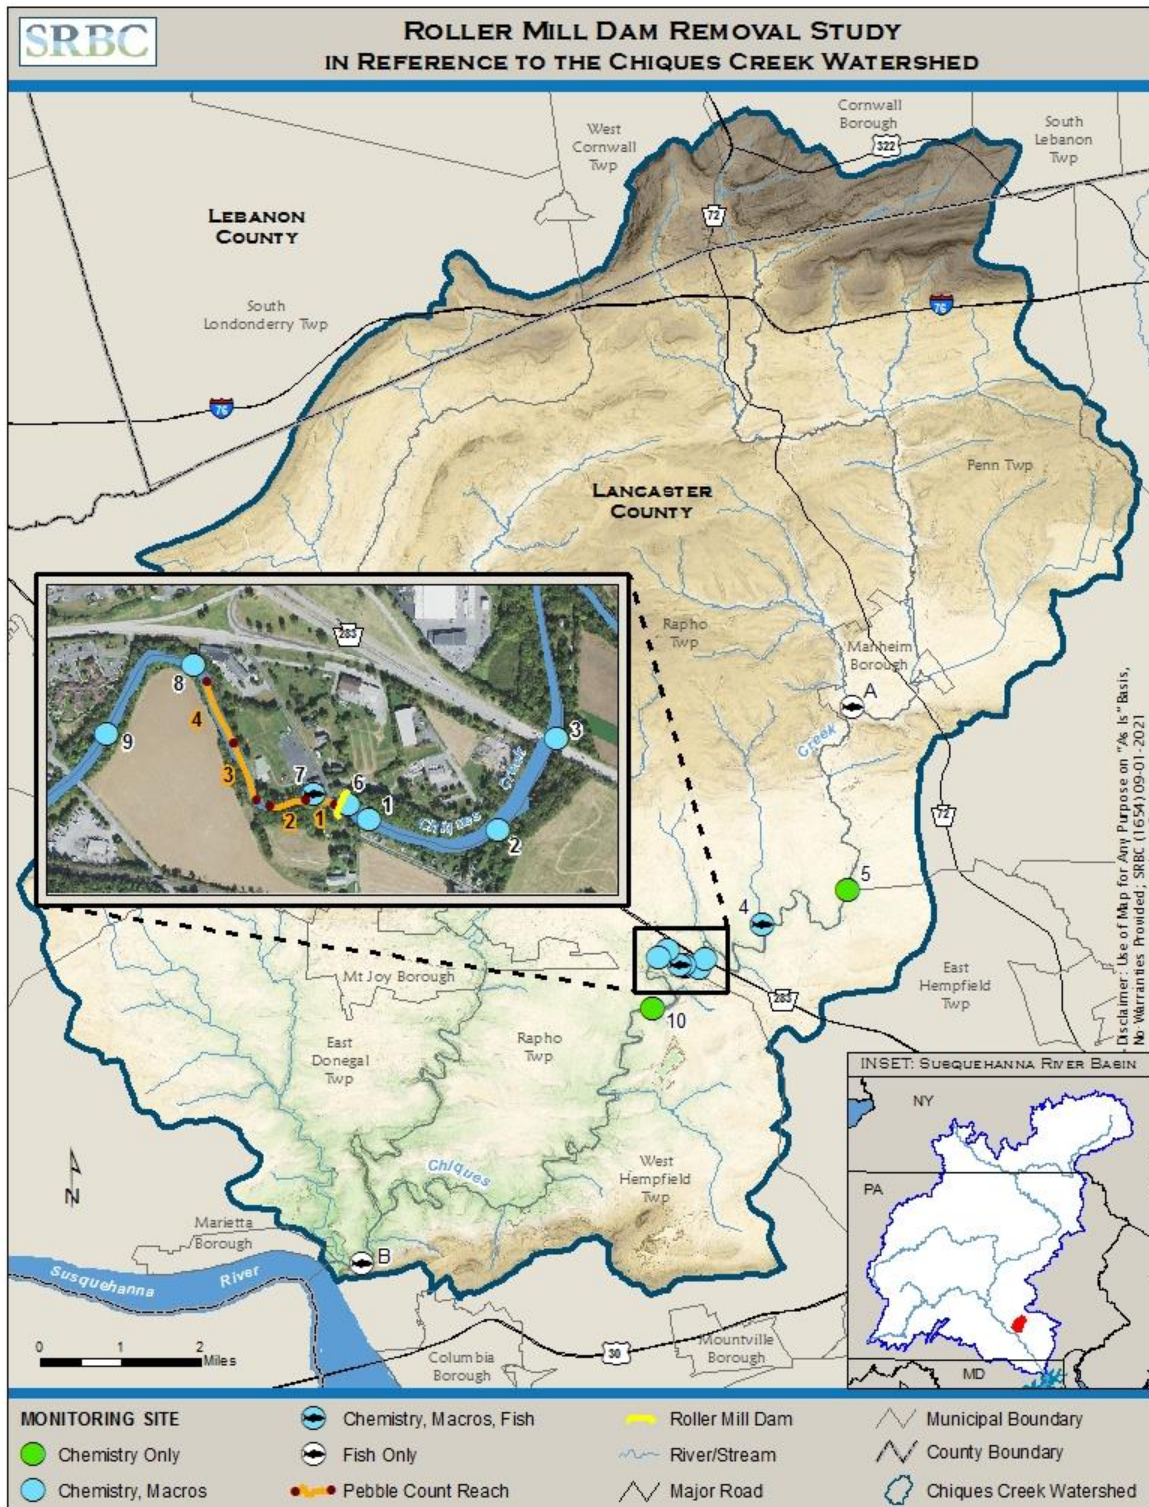 SRBC
ROLLER MILL DAM REMOVAL STUDY
IN REFERENCE TO THE CHIQUES CREEK WATERSHED
West
Cornwall
Twp
Cornwall
Borough
322
South
Lebanon
Twp
72
LEBANON
COUNTY
South
Londonderry Twp
76
76
Penn Twp
LANCASTER
COUNTY
Rapho
Twp
Manheim
Borough
A
Creek
283
8
4
9
3
7
6
2
1
1
Chiques
Creek
3
2
72
5
4
Mt Joy Borough
East
Hempfield
Twp
283
10
East
Donegal
Twp
Rapho
Twp
Disclaimer: Use of Map for Any Purpose on "As Is" Basis,
No Warranties Provided; SRBC (1654) 09-01-2021
Chiques
West
Hempfield
Twp
N
Marietta
Borough
B
Susquehanna River
0 1 2
Miles
Columbia
Borough
30
Mountville
Borough
INSET: SUSQUEHANNA RIVER BASIN
NY
PA
MD
MONITORING SITE
Chemistry Only
Chemistry, Macros
Chemistry, Macros, Fish
Fish Only
Pebble Count Reach
Roller Mill Dam
River/Stream
Major Road
Municipal Boundary
County Boundary
Chiques Creek Watershed